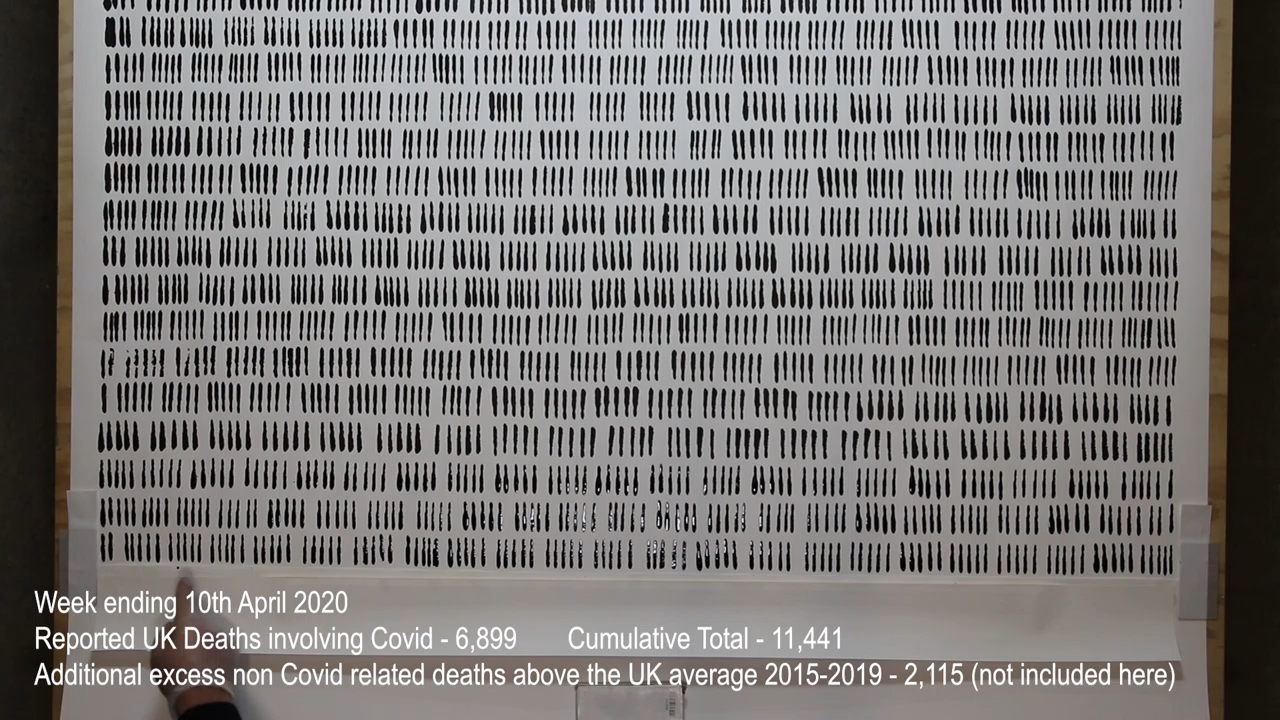 Week ending 10th April 2020
Reported UK Deaths involving Covid - 6,899 Cumulative Total - 11,441
Additional excess non Covid related deaths above the UK average 2015-2019 - 2,115 (not included here)